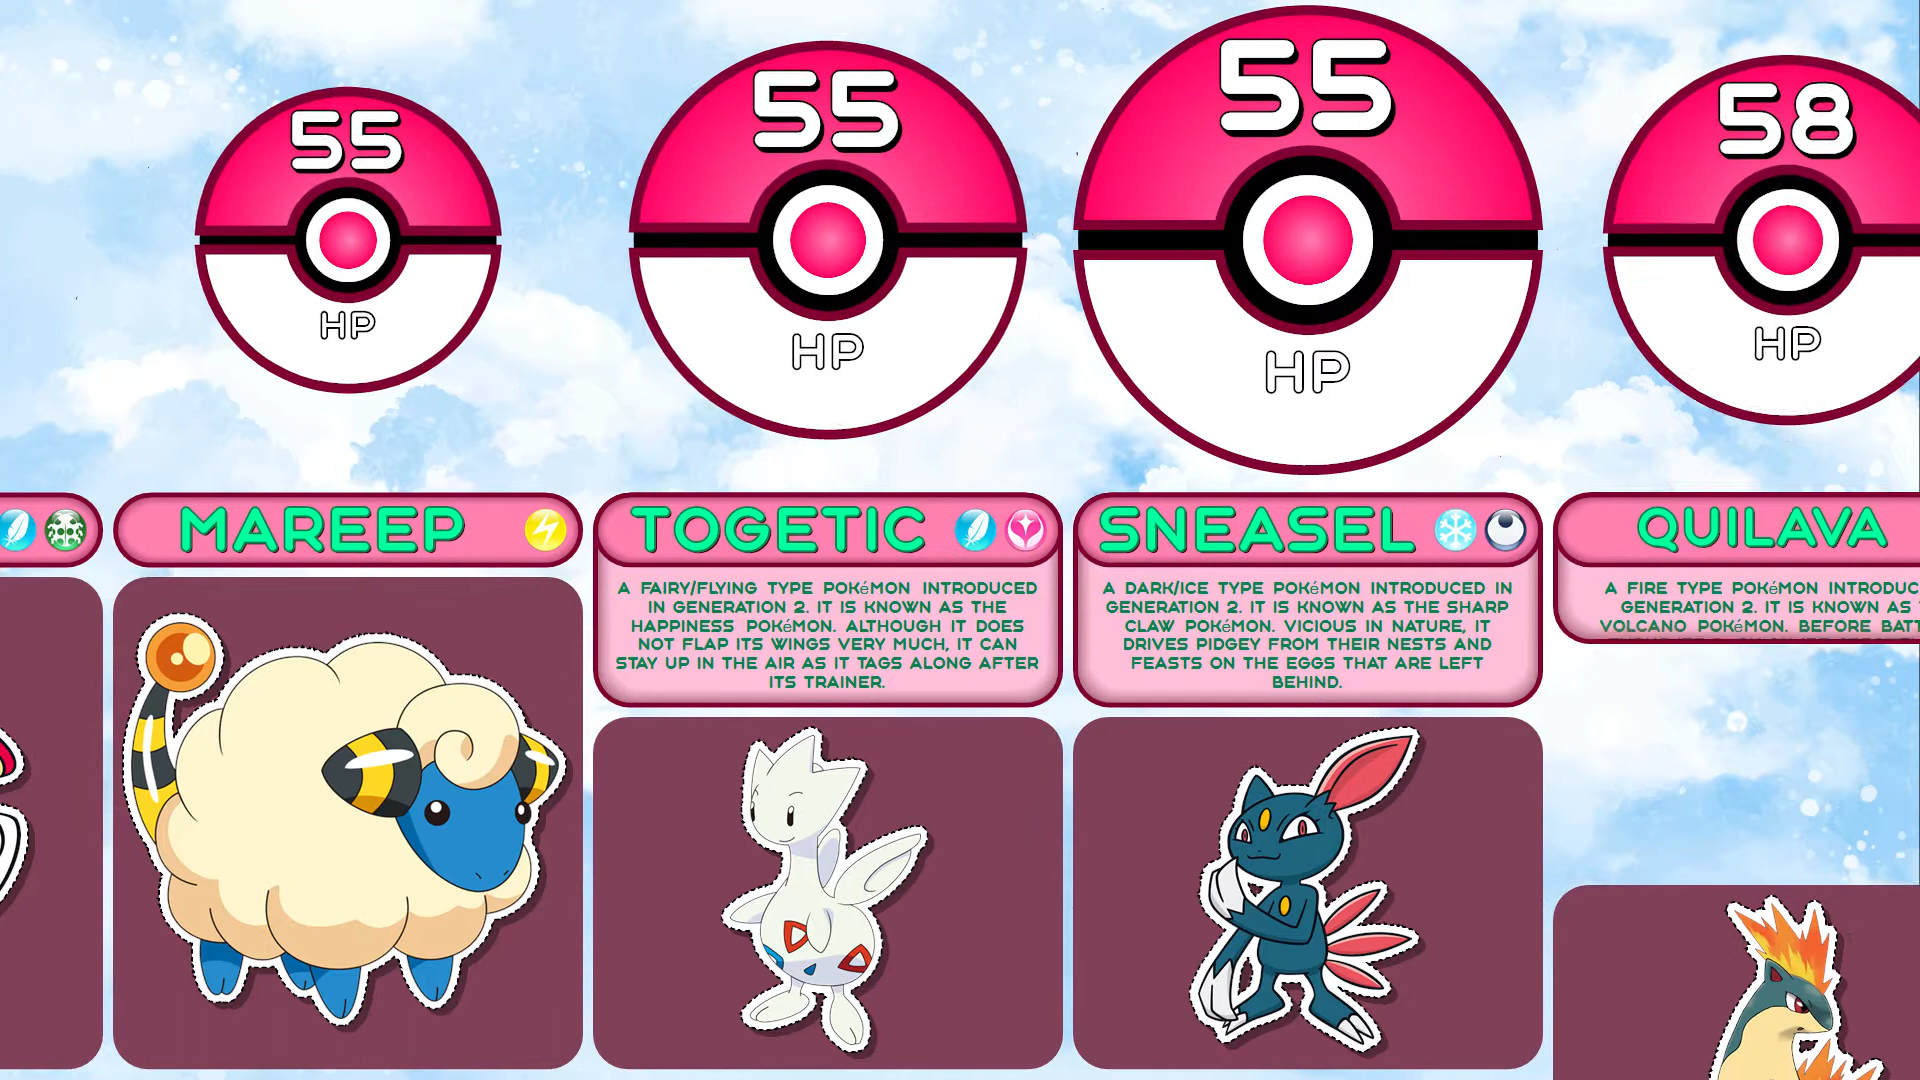 55
HP
55
HP
55
HP
58
HP
MAREEP
TOGETIC
A FAIRY/FLYING TYPE POKéMON INTRODUCED
IN GENERATION 2. IT IS KNOWN AS THE
HAPPINESS POKéMON. ALTHOUGH IT DOES
NOT FLAP ITS WINGS VERY MUCH, IT CAN
STAY UP IN THE AIR AS IT TAGS ALONG AFTER
ITS TRAINER.
SNEASEL
A DARK/ICE TYPE POKéMON INTRODUCED IN
GENERATION 2. IT IS KNOWN AS THE SHARP
CLAW POKéMON. VICIOUS IN NATURE, IT
DRIVES PIDGEY FROM THEIR NESTS AND
FEASTS ON THE EGGS THAT ARE LEFT
BEHIND.
QUILAVA
A FIRE TYPE POKéMON INTRODUC
GENERATION 2. IT IS KNOWN AS
VOLCANO POKéMON. BEFORE BATT